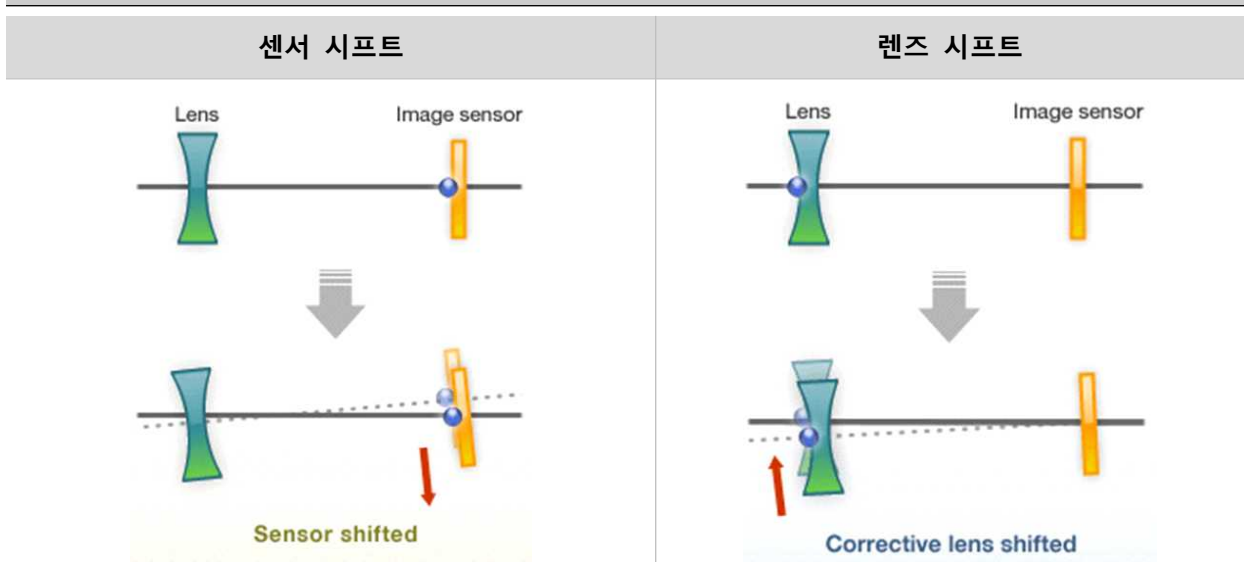 센서 시프트
렌즈 시프트
Lens Image sensor
Sensor shifted
Lens Image sensor
Corrective lens shifted